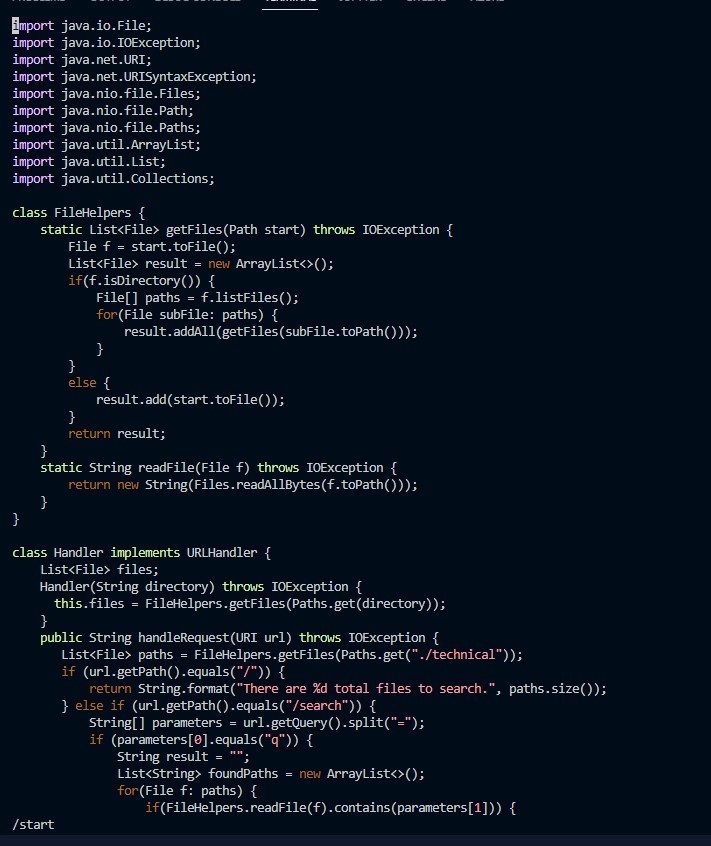 import java.io.File;
import java.io.IOException;
import java.net.URI;
import java.net.URISyntaxException;
import java.nio.file.Files;
import java.nio.file.Path;
import java.nio.file.Paths;
import java.util.ArrayList;
import java.util.List;
import java.util.Collections;

class FileHelpers {
    static List<File> getFiles(Path start) throws IOException {
        File f = start.toFile();
        List<File> result = new ArrayList<>();
        if(f.isDirectory()) {
            File[] paths = f.listFiles();
            for(File subFile: paths) {
                result.addAll(getFiles(subFile.toPath()));
            }
        }
        else {
            result.add(start.toFile());
        }
        return result;
    }
    static String readFile(File f) throws IOException {
        return new String(Files.readAllBytes(f.toPath()));
    }
}

class Handler implements URLHandler {
    List<File> files;
    Handler(String directory) throws IOException {
      this.files = FileHelpers.getFiles(Paths.get(directory));
    }
    public String handleRequest(URI url) throws IOException {
       List<File> paths = FileHelpers.getFiles(Paths.get("./technical"));
       if (url.getPath().equals("/")) {
           return String.format("There are %d total files to search.", paths.size());
       } else if (url.getPath().equals("/search")) {
           String[] parameters = url.getQuery().split("=");
           if (parameters[0].equals("q")) {
               String result = "";
               List<String> foundPaths = new ArrayList<>();
               for(File f: paths) {
                   if(FileHelpers.readFile(f).contains(parameters[1])) {
/start